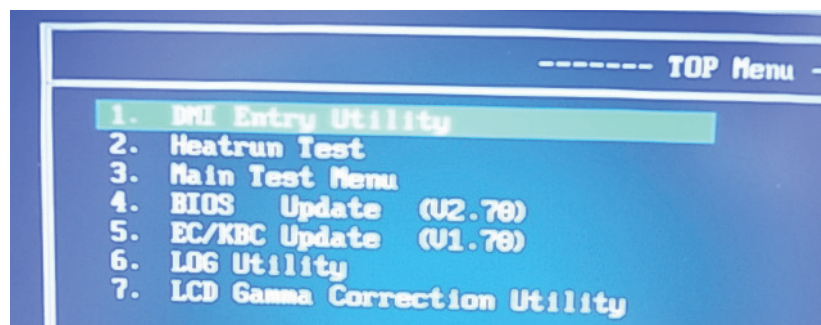 ------- TOP Menu -
1. DMI Entry Utility
2. Heatrun Test
3. Main Test Menu
4. BIOS Update (V2.70)
5. EC/KBC Update (V1.70)
6. LOG Utility
7. LCD Gamma Correction Utility